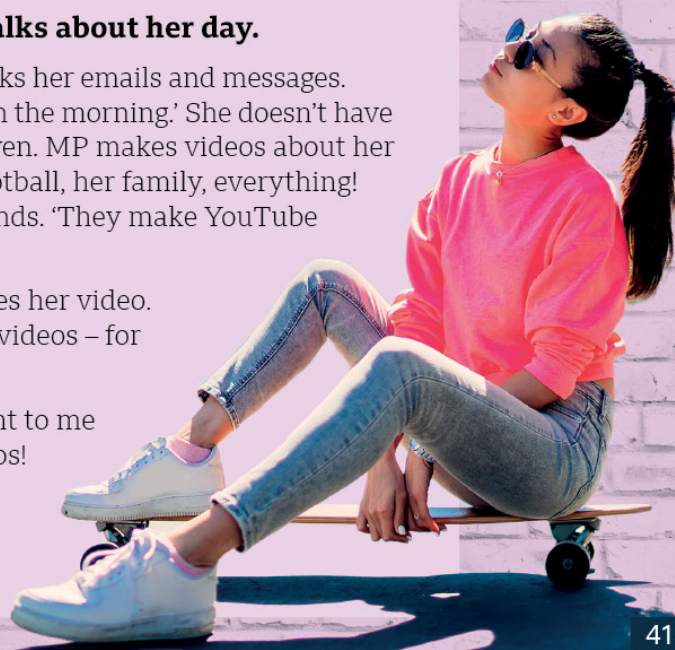 alks about her day.
ks her emails and messages.
n the morning.’ She doesn’t have
ven. MP makes videos about her
otball, her family, everything!
nds. ‘They make YouTube
es her video.
videos – for
nt to me
os!
41